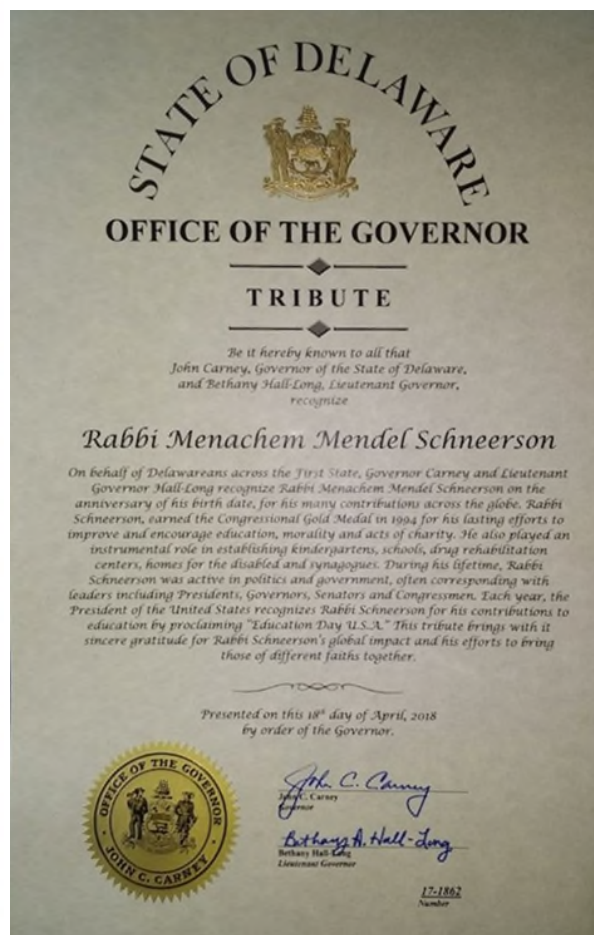 STATE OF DELAWARE
OFFICE OF THE GOVERNOR
TRIBUTE
Be it hereby known to all that
John Carney, Governor of the State of Delaware,
and Bethany Hall-Long, Lieutenant Governor,
recognize
Rabbi Menachem Mendel Schneerson
On behalf of Delawareans across the First State, Governor Carney and Lieutenant
Governor Hall-Long recognize Rabbi Menachem Mendel Schneerson on the
anniversary of his birth date, for his many contributions across the globe. Rabbi
Schneerson, earned the Congressional Gold Medal in 1994 for his lasting efforts to
improve and encourage education, morality and acts of charity. He also played an
instrumental role in establishing kindergartens, schools, drug rehabilitation
centers, homes for the disabled and synagogues. During his lifetime, Rabbi
Schneerson was active in politics and government, often corresponding with
leaders including Presidents, Governors, Senators and Congressmen. Each year, the
President of the United States recognizes Rabbi Schneerson for his contributions to
education by proclaiming "Education Day U.S.A." This tribute brings with it
sincere gratitude for Rabbi Schneerson's global impact and his efforts to bring
those of different faiths together.
Presented on this 18th day of April, 2018
by order of the Governor.
OFFICE OF THE GOVERNOR
JOHN C. CARNEY
John C. Carney
John C. Carney
Governor
Bethany A. Hall-Long
Bethany Hall-Long
Lieutenant Governor
17-1862
Number